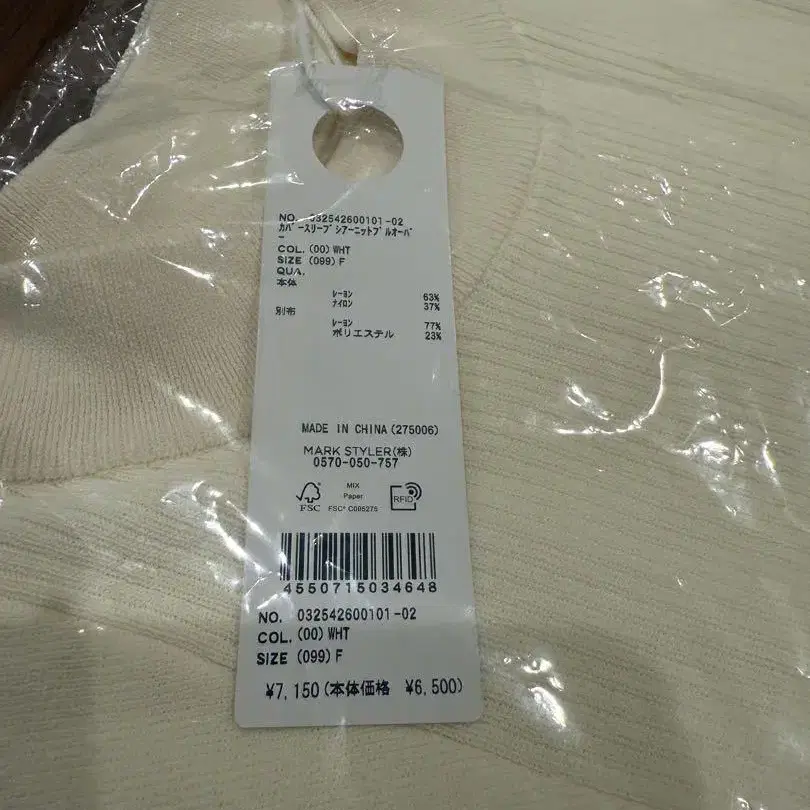 NO. 032542600101-02
ｶﾊﾞｰｽﾘｰﾌﾞｼｱｰﾆｯﾄﾌﾟﾙｵｰﾊﾞ
ｰ
COL. (00) WHT
SIZE (099) F
QUA.
本体
ﾚｰﾖﾝ 63%
ﾅｲﾛﾝ 37%
別布
ﾚｰﾖﾝ 77%
ポリエステル 23%
MADE IN CHINA (275006)
MARK STYLER(株)
0570-050-757
FSC
MIX
Paper
FSC® C095275
RFID
4550715034648
NO. 032542600101-02
COL. (00) WHT
SIZE (099) F
¥7,150(本体価格 ¥6,500)